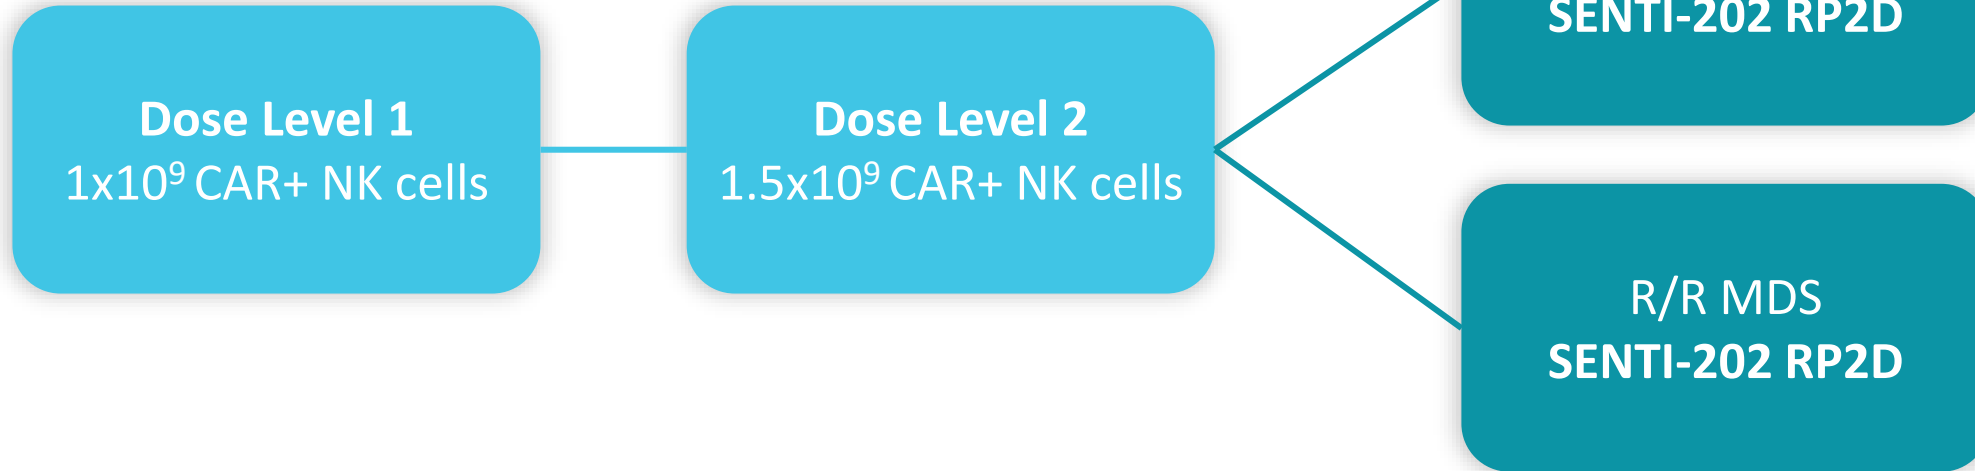 Dose Level 1
1x10⁹ CAR+ NK cells
Dose Level 2
1.5x10⁹ CAR+ NK cells
SENTI-202 RP2D
R/R MDS
SENTI-202 RP2D